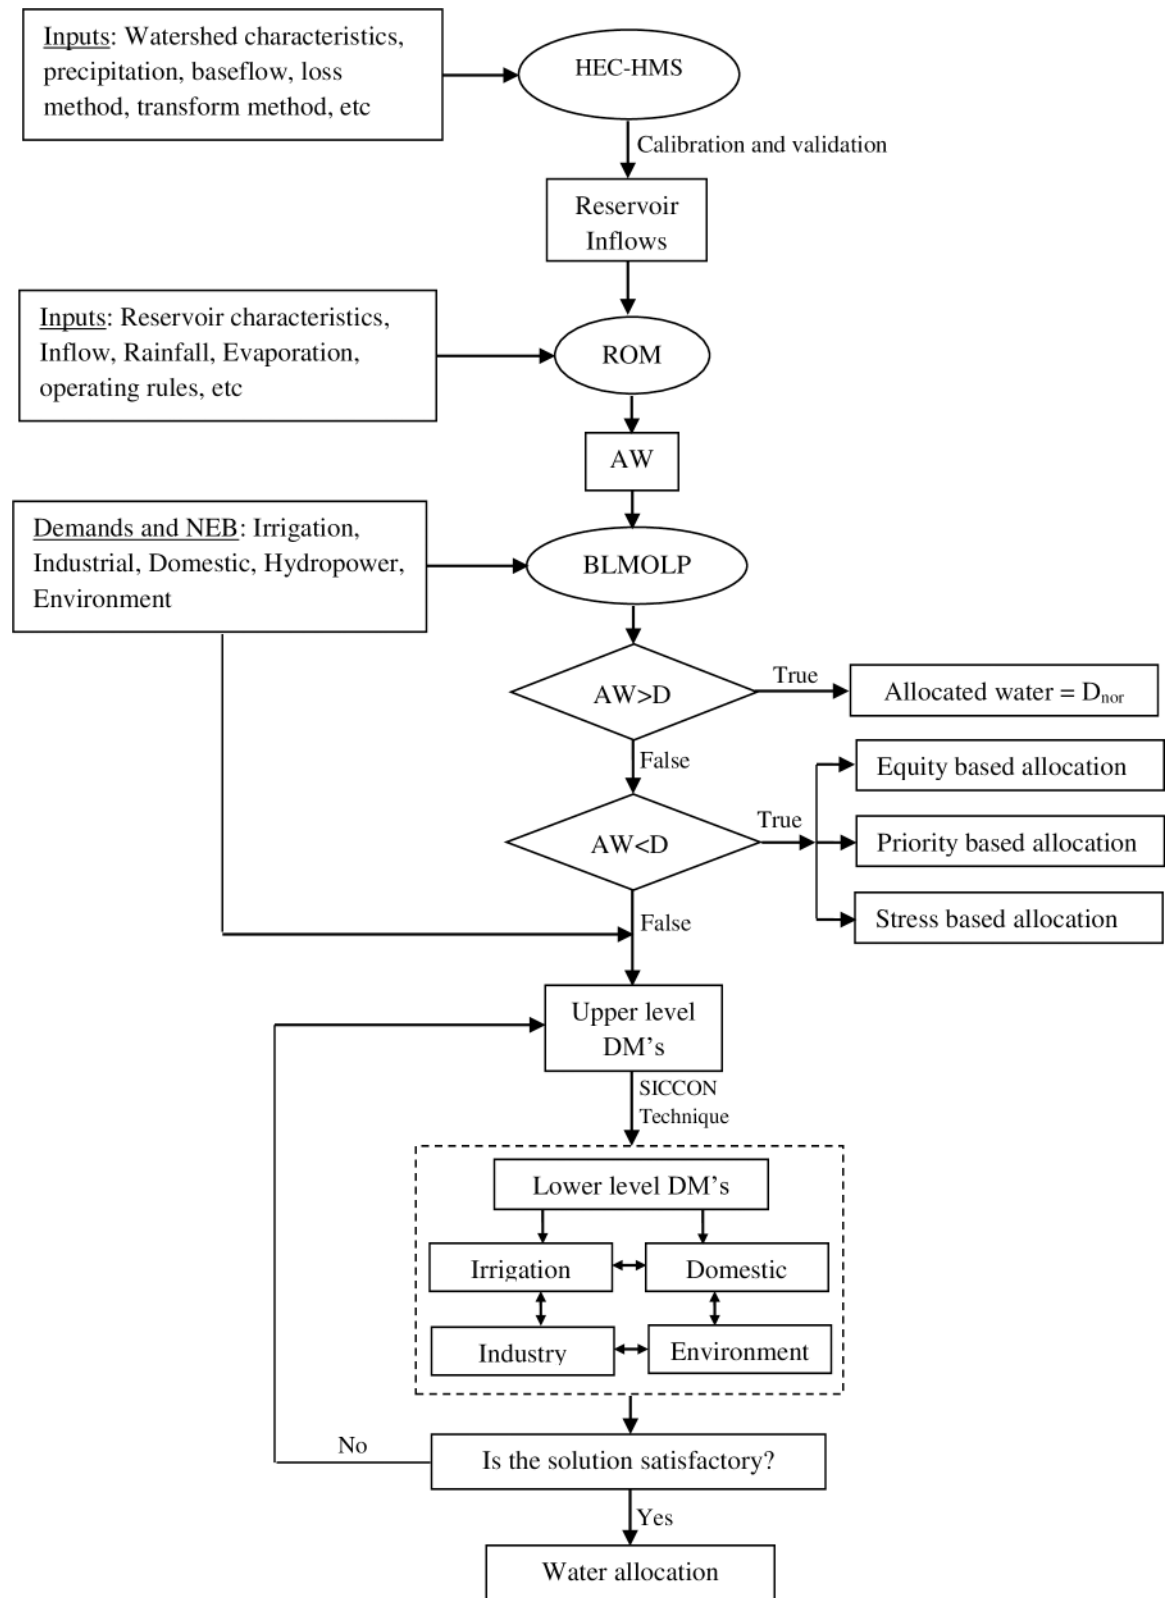 Inputs: Watershed characteristics,
precipitation, baseflow, loss
method, transform method, etc
HEC-HMS
Calibration and validation
Reservoir
Inflows
Inputs: Reservoir characteristics,
Inflow, Rainfall, Evaporation,
operating rules, etc
ROM
AW
Demands and NEB: Irrigation,
Industrial, Domestic, Hydropower,
Environment
BLMOLP
AW>D
True
Allocated water = Dnor
False
Equity based allocation
AW<D
True
Priority based allocation
Stress based allocation
False
Upper level
DM's
SICCON
Technique
Lower level DM's
Irrigation
Domestic
Industry
Environment
No
Is the solution satisfactory?
Yes
Water allocation